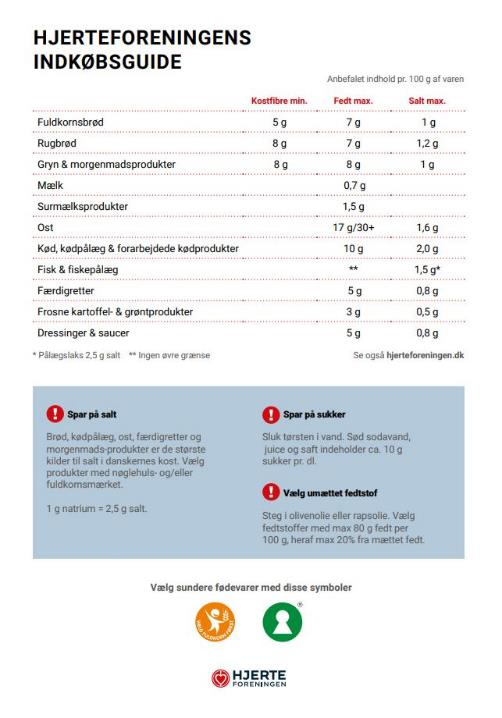 HJERTEFORENINGENS
INDKØBSGUIDE
Anbefalet indhold pr. 100 g af varen
Kostfibre min. Fedt max. Salt max.
Fuldkornsbrød 5 g 7 g 1 g
Rugbrød 8 g 7 g 1,2 g
Gryn & morgenmadsprodukter 8 g 8 g 1 g
Mælk 0,7 g
Surmælksprodukter 1,5 g
Ost 17 g/30+ 1,6 g
Kød, kødpålæg & forarbejdede kødprodukter 10 g 2,0 g
Fisk & fiskepålæg ** 1,5 g*
Færdigretter 5 g 0,8 g
Frosne kartoffel- & grøntprodukter 3 g 0,5 g
Dressinger & saucer 5 g 0,8 g
* Pålægslaks 2,5 g salt ** Ingen øvre grænse Se også hjerteforeningen.dk
! Spar på salt
Brød, kødpålæg, ost, færdigretter og
morgenmads-produkter er de største
kilder til salt i danskernes kost. Vælg
produkter med nøglehuls- og/eller
fuldkornsmærket.
1 g natrium = 2,5 g salt.
! Spar på sukker
Sluk tørsten i vand. Sød sodavand,
juice og saft indeholder ca. 10 g
sukker pr. dl.
! Vælg umættet fedtstof
Steg i olivenolie eller rapsolie. Vælg
fedtstoffer med max 80 g fedt per
100 g, heraf max 20% fra mættet fedt.
Vælg sundere fødevarer med disse symboler
VÆLG FULDKORN FØRST
®
HJERTE
FORENINGEN